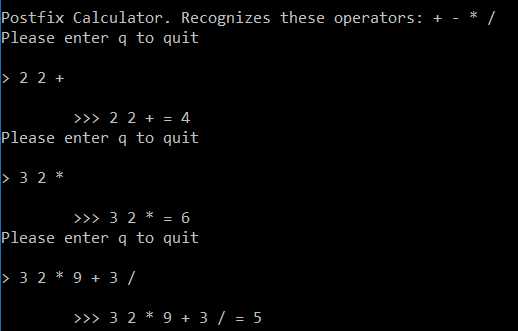 Postfix Calculator. Recognizes these operators: + - * /
Please enter q to quit
> 2 2 +
>>> 2 2 + = 4
Please enter q to quit
> 3 2 *
>>> 3 2 * = 6
Please enter q to quit
> 3 2 * 9 + 3 /
>>> 3 2 * 9 + 3 / = 5